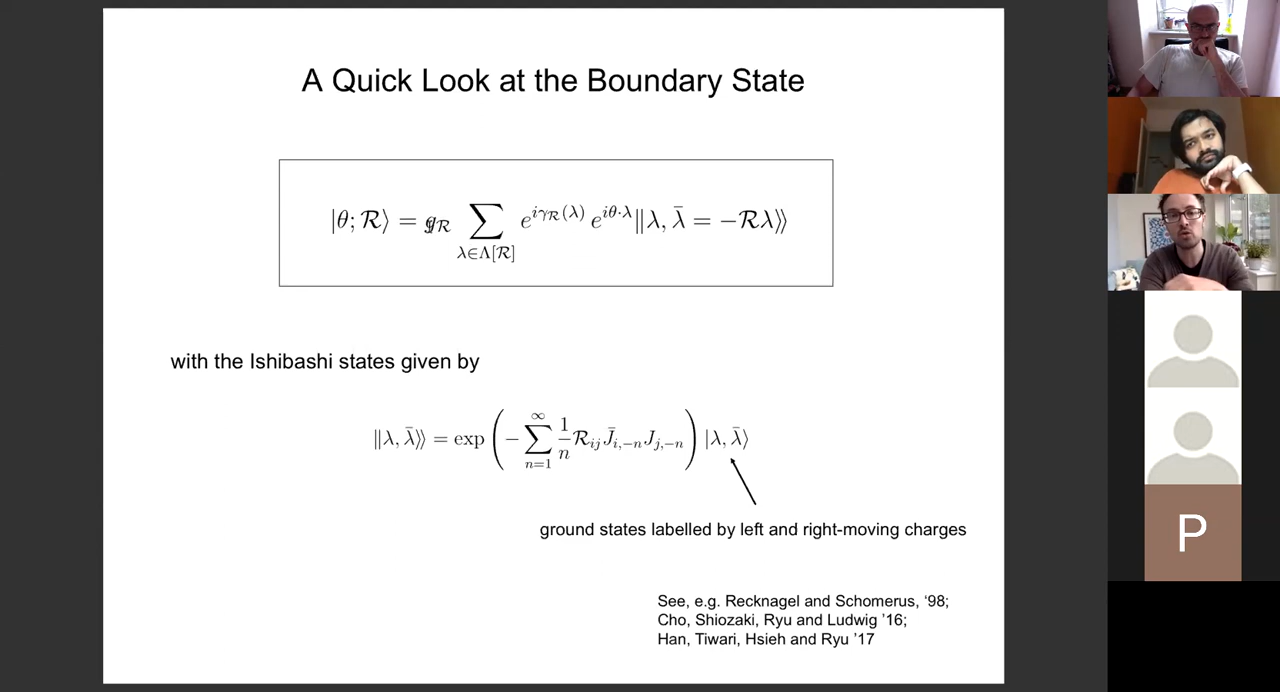 A Quick Look at the Boundary State
|θ; ℛ⟩ = g_ℛ ∑_{λ∈Λ[ℛ]} e^{iγ_ℛ(λ)} e^{iθ·λ} ‖λ, λ̄ = −ℛλ⟩⟩
with the Ishibashi states given by
‖λ, λ̄⟩⟩ = exp(−∑_{n=1}^{∞} 1/n ℛ_{ij} J̄_{i,−n} J_{j,−n}) |λ, λ̄⟩
ground states labelled by left and right-moving charges
See, e.g. Recknagel and Schomerus, ‘98;
Cho, Shiozaki, Ryu and Ludwig ’16;
Han, Tiwari, Hsieh and Ryu ’17
P